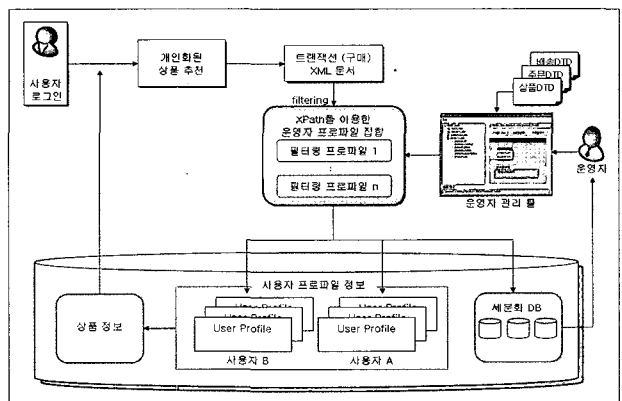 사용자
로그인
개인화된
상품 추천
트랜잭션 (구매)
XML 문서
배송DTD
주문DTD
상품DTD
filtering
XPath를 이용한
운영자 프로파일 집합
필터링 프로파일 1
:
필터링 프로파일 n
운영자 관리 툴
운영자
사용자 프로파일 정보
상품 정보
User Profile
User Profile
User Profile
User Profile
사용자 B
사용자 A
세분화 DB